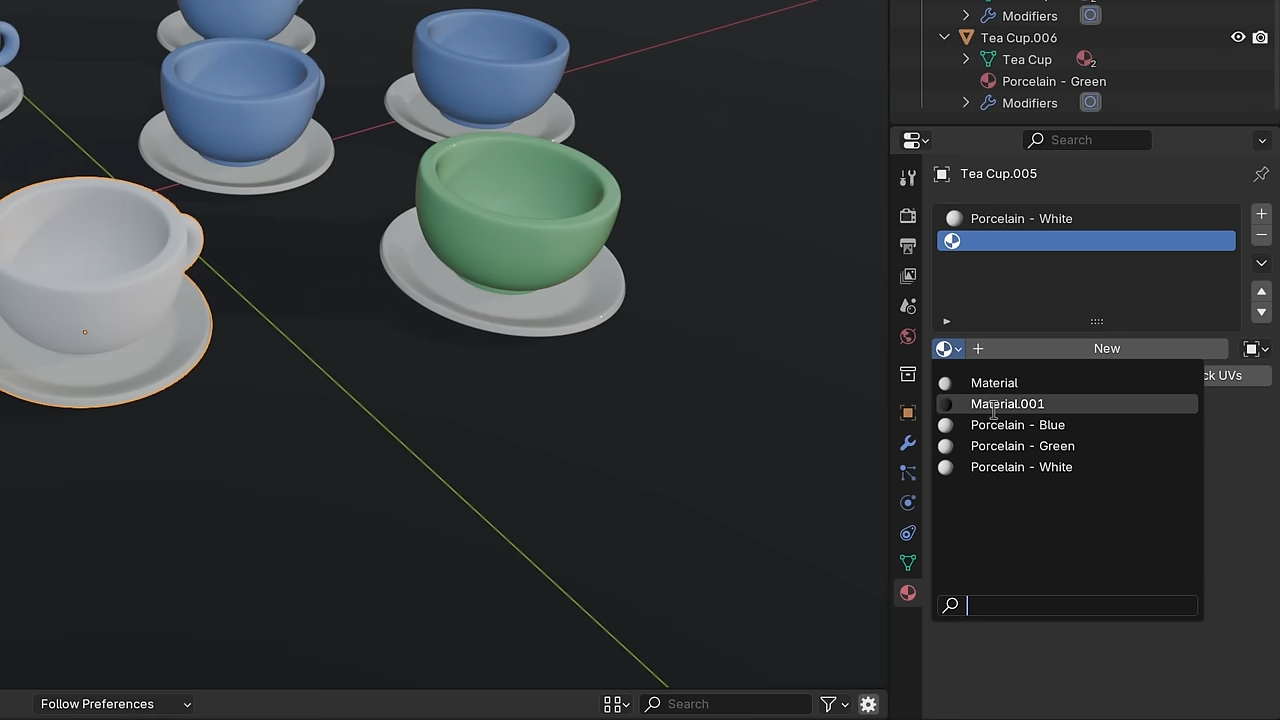 Modifiers
Tea Cup.006
Tea Cup
2
Porcelain - Green
Modifiers
Search
Tea Cup.005
Porcelain - White
New
ck UVs
Material
Material.001
Porcelain - Blue
Porcelain - Green
Porcelain - White
Follow Preferences
Search